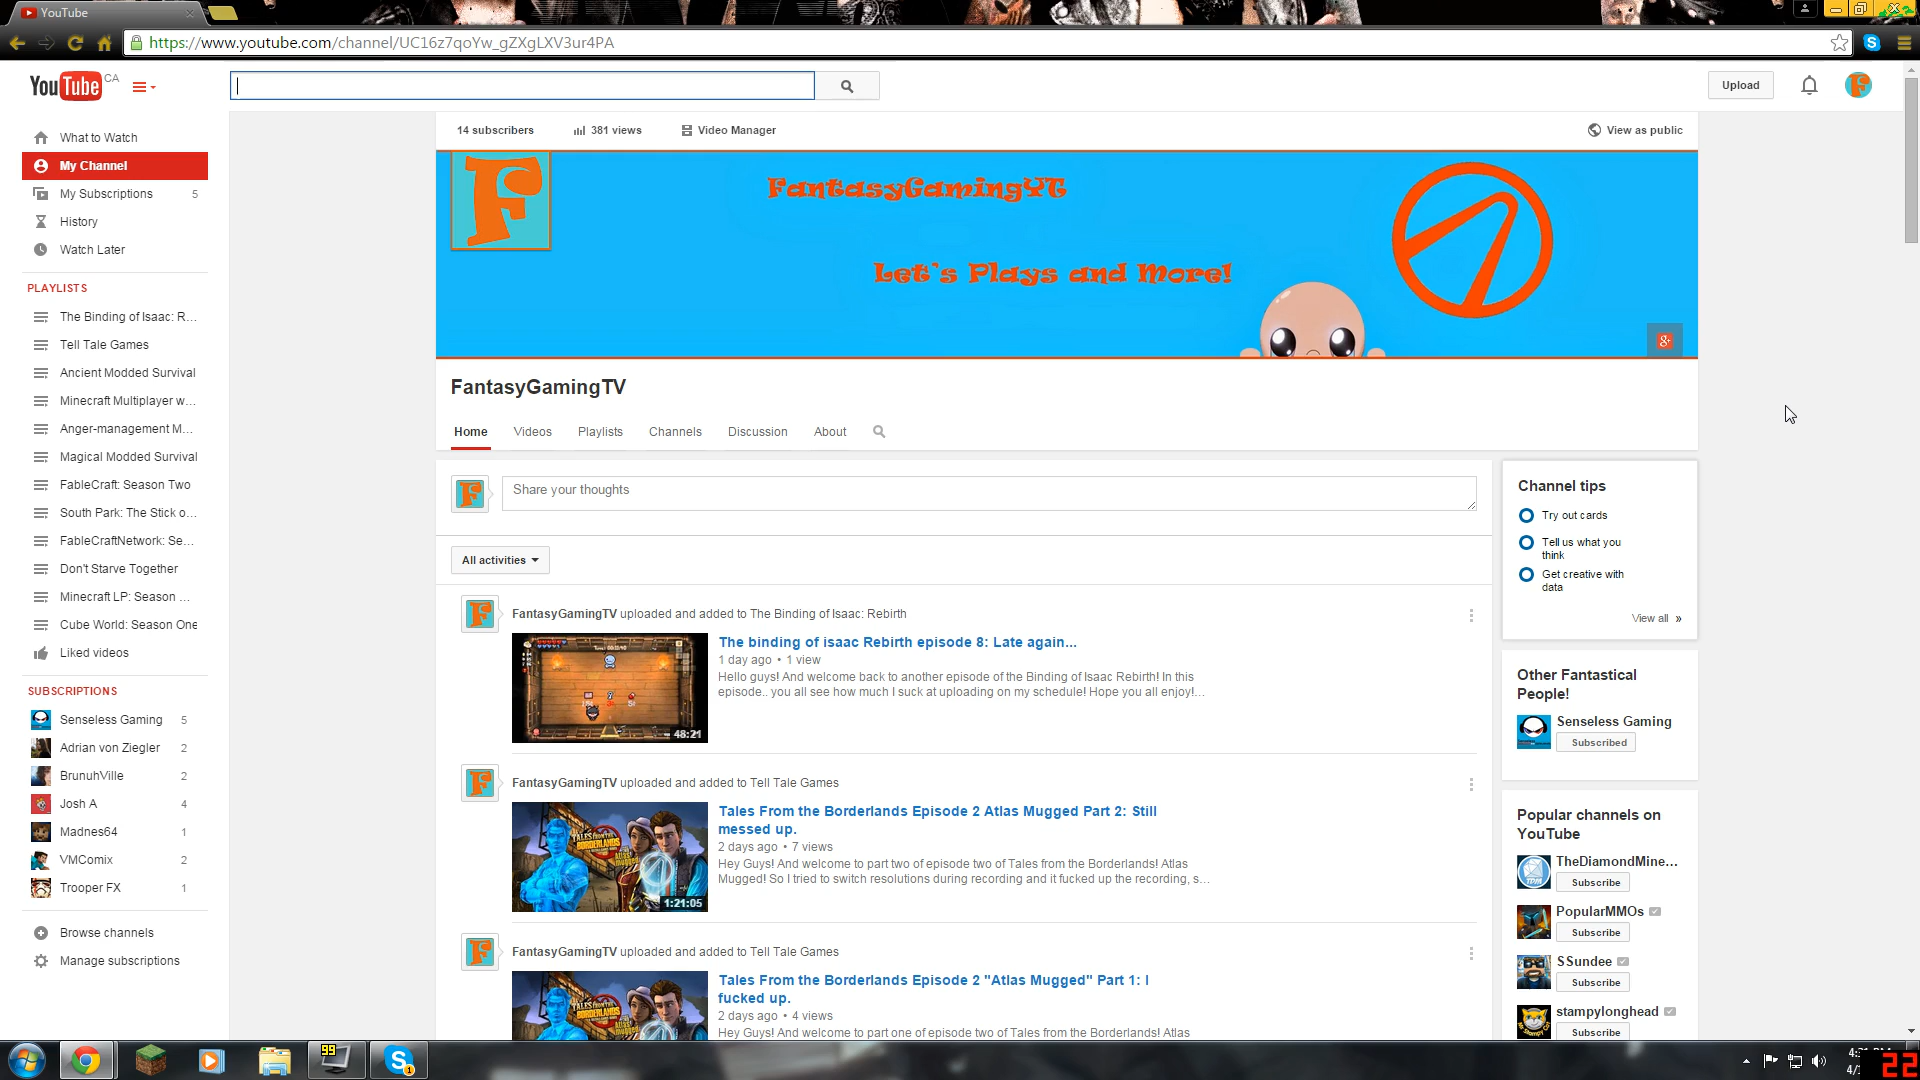 YouTube
https://www.youtube.com/channel/UC16z7qoYw_gZXgLXV3ur4PA
YouTube CA
Upload
What to Watch
My Channel
My Subscriptions 5
History
Watch Later
PLAYLISTS
The Binding of Isaac: R...
Tell Tale Games
Ancient Modded Survival
Minecraft Multiplayer w...
Anger-management M...
Magical Modded Survival
FableCraft: Season Two
South Park: The Stick o...
FableCraftNetwork: Se...
Don't Starve Together
Minecraft LP: Season ...
Cube World: Season One
Liked videos
SUBSCRIPTIONS
Senseless Gaming 5
Adrian von Ziegler 2
BrunuhVille 2
Josh A 4
Madnes64 1
VMComix 2
Trooper FX 1
Browse channels
Manage subscriptions
14 subscribers 381 views Video Manager View as public
F
FantasyGamingYT
Let's Plays and More!
FantasyGamingTV
Home Videos Playlists Channels Discussion About
Share your thoughts
All activities
FantasyGamingTV uploaded and added to The Binding of Isaac: Rebirth
The binding of isaac Rebirth episode 8: Late again...
1 day ago • 1 view
Hello guys! And welcome back to another episode of the Binding of Isaac Rebirth! In this
episode.. you all see how much I suck at uploading on my schedule! Hope you all enjoy!...
48:21
FantasyGamingTV uploaded and added to Tell Tale Games
Tales From the Borderlands Episode 2 Atlas Mugged Part 2: Still
messed up.
2 days ago • 7 views
Hey Guys! And welcome to part two of episode two of Tales from the Borderlands! Atlas
Mugged! So I tried to switch resolutions during recording and it fucked up the recording, s...
TALES FROM THE
BORDERLANDS
Atlas
Mugged
1:21:05
FantasyGamingTV uploaded and added to Tell Tale Games
Tales From the Borderlands Episode 2 "Atlas Mugged" Part 1: I
fucked up.
2 days ago • 4 views
Hey Guys! And welcome to part one of episode two of Tales from the Borderlands! Atlas
Channel tips
Try out cards
Tell us what you
think
Get creative with
data
View all »
Other Fantastical
People!
Senseless Gaming
Subscribed
Popular channels on
YouTube
TheDiamondMine...
Subscribe
PopularMMOs
Subscribe
SSundee
Subscribe
stampylonghead
Subscribe
99
22